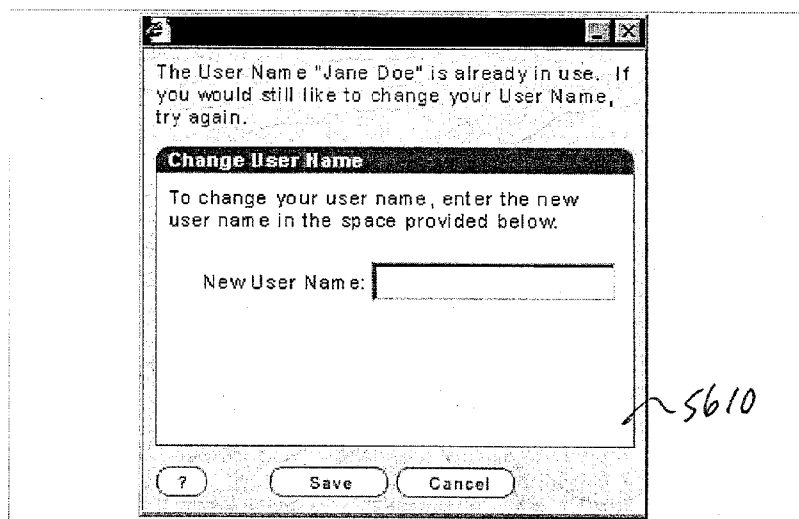 The User Name "Jane Doe" is already in use. If
you would still like to change your User Name,
try again.
Change User Name
To change your user name, enter the new
user name in the space provided below.
New User Name:
5610
?
Save
Cancel